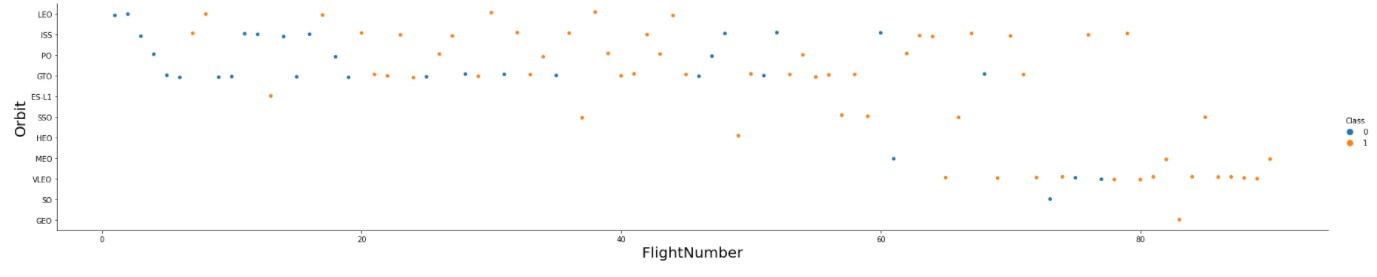 LEO
ISS
PO
GTO
ES-L1
SSO
HEO
MEO
VLEO
SO
GEO
Orbit
0 20 40 60 80
FlightNumber
Class
0
1